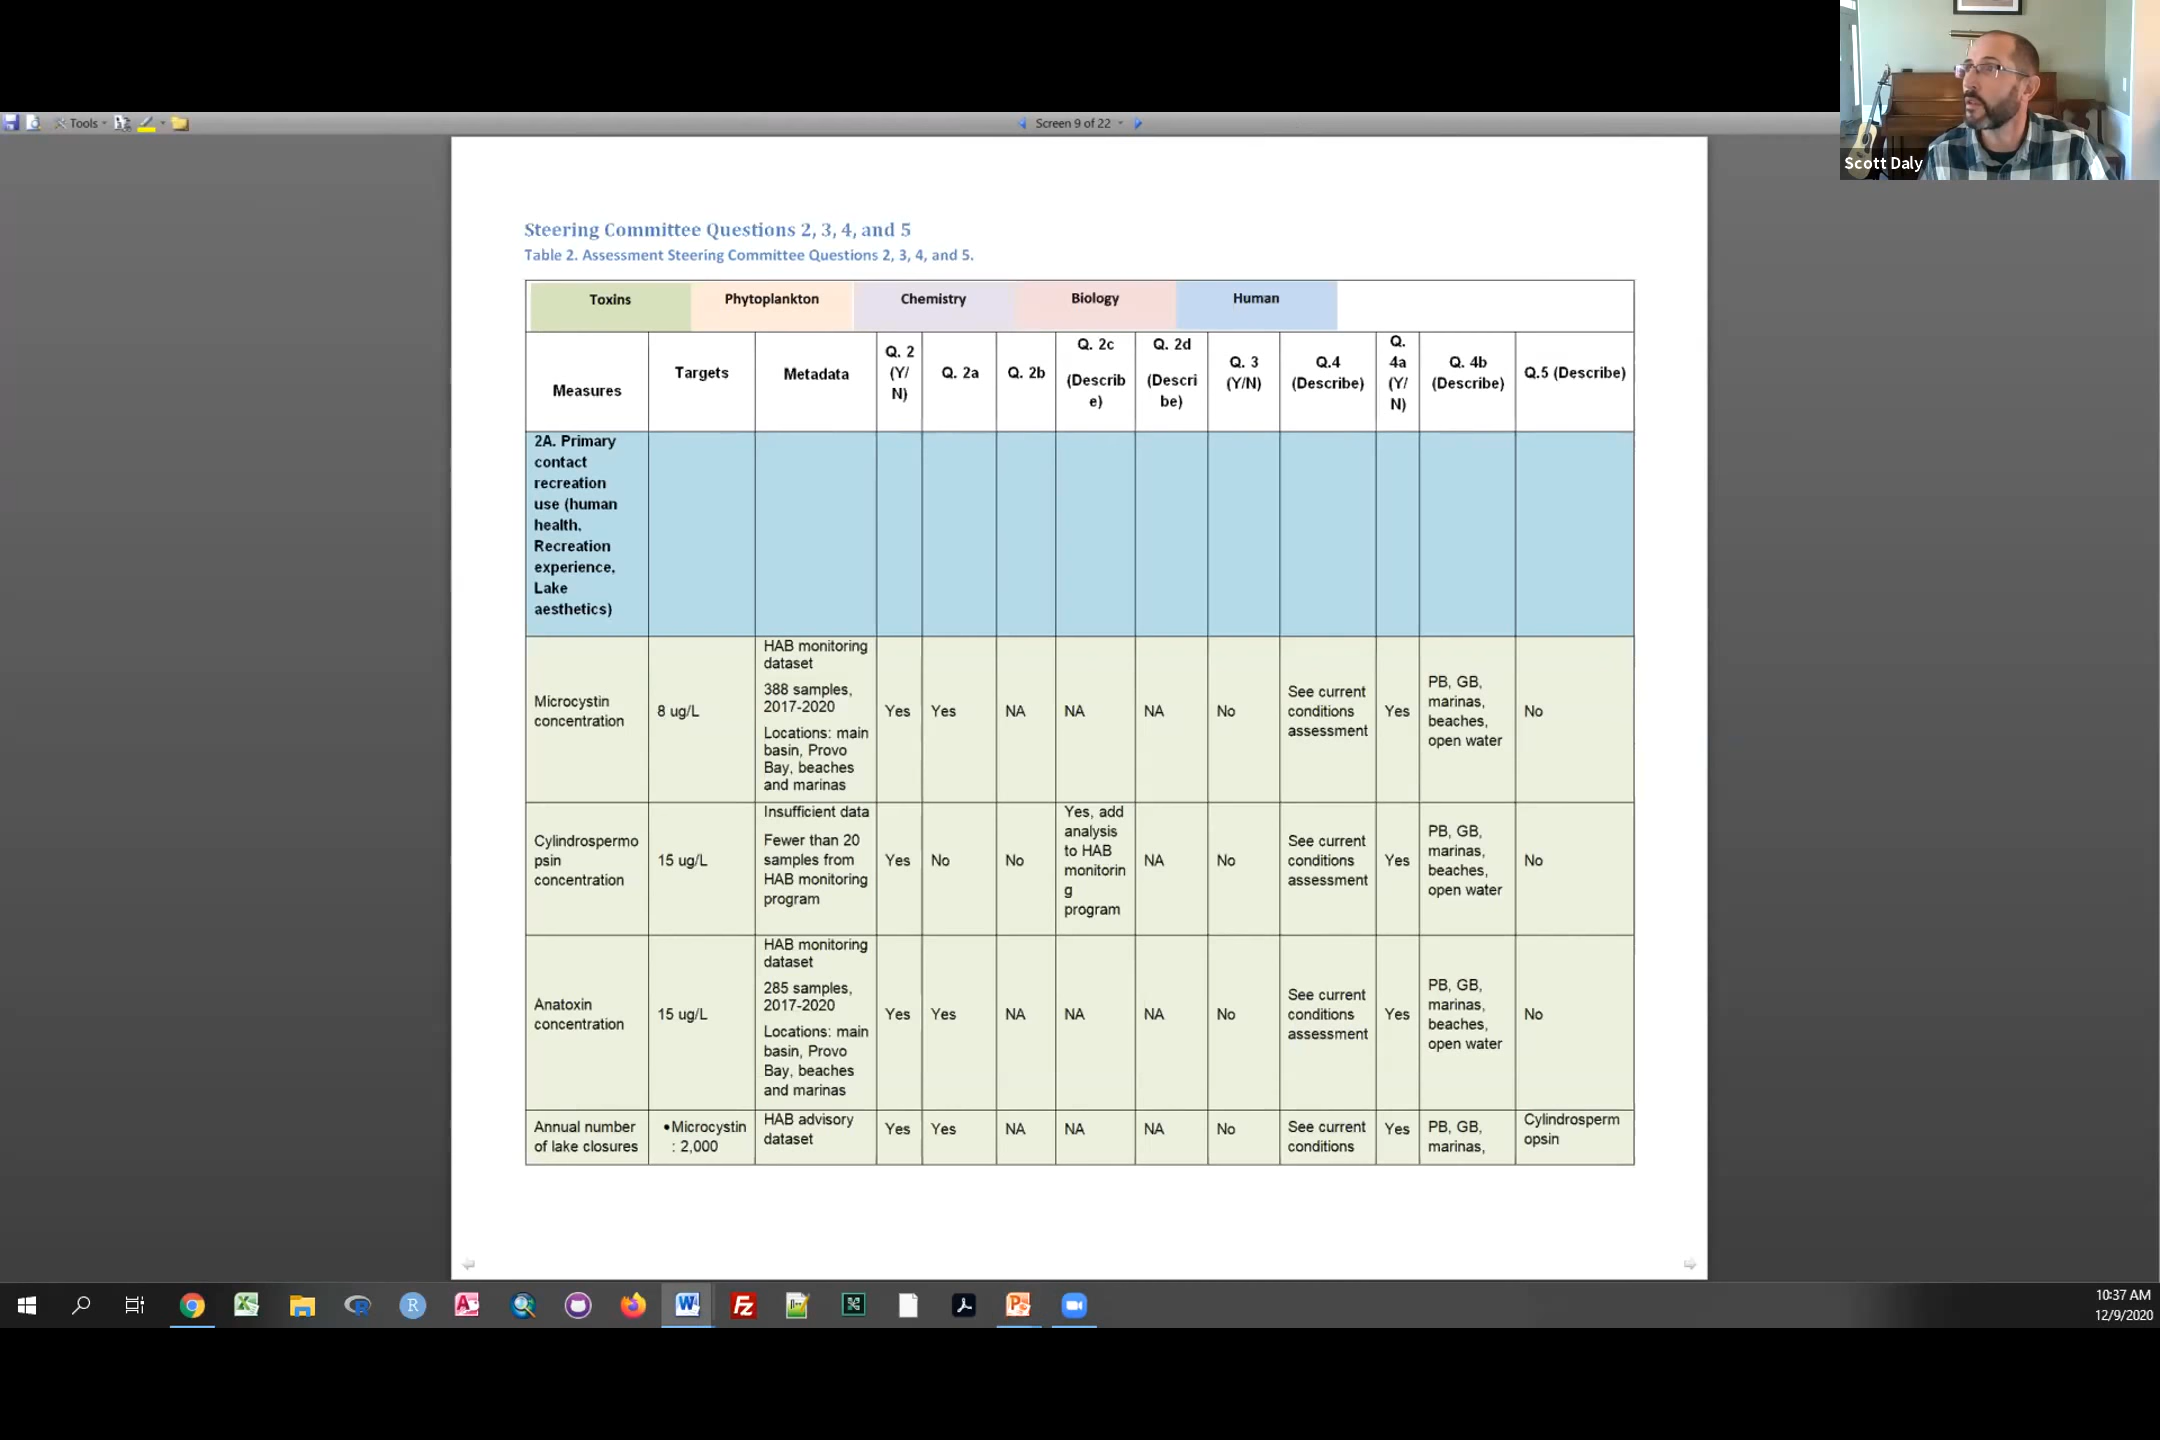 Scott Daly
Tools
Screen 9 of 22
Steering Committee Questions 2, 3, 4, and 5
Table 2. Assessment Steering Committee Questions 2, 3, 4, and 5.
Toxins Phytoplankton Chemistry Biology Human
Measures
Targets
Metadata
Q. 2
(Y/
N)
Q. 2a
Q. 2b
Q. 2c
(Describ
e)
Q. 2d
(Descri
be)
Q. 3
(Y/N)
Q.4
(Describe)
Q.
4a
(Y/
N)
Q. 4b
(Describe)
Q.5 (Describe)
2A. Primary
contact
recreation
use (human
health,
Recreation
experience,
Lake
aesthetics)
Microcystin
concentration
8 ug/L
HAB monitoring
dataset
388 samples,
2017-2020
Locations: main
basin, Provo
Bay, beaches
and marinas
Yes
Yes
NA
NA
NA
No
See current
conditions
assessment
Yes
PB, GB,
marinas,
beaches,
open water
No
Cylindrospermo
psin
concentration
15 ug/L
Insufficient data
Fewer than 20
samples from
HAB monitoring
program
Yes
No
No
Yes, add
analysis
to HAB
monitorin
g
program
NA
No
See current
conditions
assessment
Yes
PB, GB,
marinas,
beaches,
open water
No
Anatoxin
concentration
15 ug/L
HAB monitoring
dataset
285 samples,
2017-2020
Locations: main
basin, Provo
Bay, beaches
and marinas
Yes
Yes
NA
NA
NA
No
See current
conditions
assessment
Yes
PB, GB,
marinas,
beaches,
open water
No
Annual number
of lake closures
•Microcystin
: 2,000
HAB advisory
dataset
Yes
Yes
NA
NA
NA
No
See current
conditions
Yes
PB, GB,
marinas,
Cylindrosperm
opsin
10:37 AM
12/9/2020